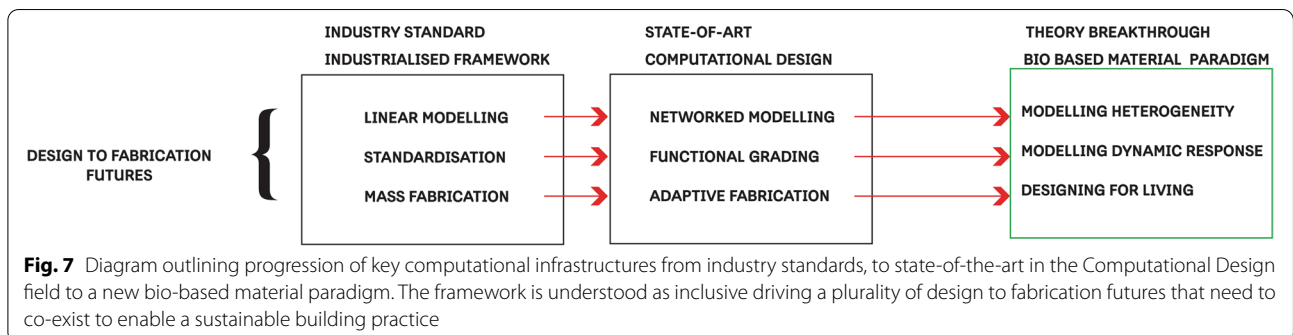 INDUSTRY STANDARD
INDUSTRIALISED FRAMEWORK
STATE-OF-ART
COMPUTATIONAL DESIGN
THEORY BREAKTHROUGH
BIO BASED MATERIAL PARADIGM
DESIGN TO FABRICATION
FUTURES
{
LINEAR MODELLING
STANDARDISATION
MASS FABRICATION
NETWORKED MODELLING
FUNCTIONAL GRADING
ADAPTIVE FABRICATION
MODELLING HETEROGENEITY
MODELLING DYNAMIC RESPONSE
DESIGNING FOR LIVING
Fig. 7 Diagram outlining progression of key computational infrastructures from industry standards, to state-of-the-art in the Computational Design
field to a new bio-based material paradigm. The framework is understood as inclusive driving a plurality of design to fabrication futures that need to
co-exist to enable a sustainable building practice